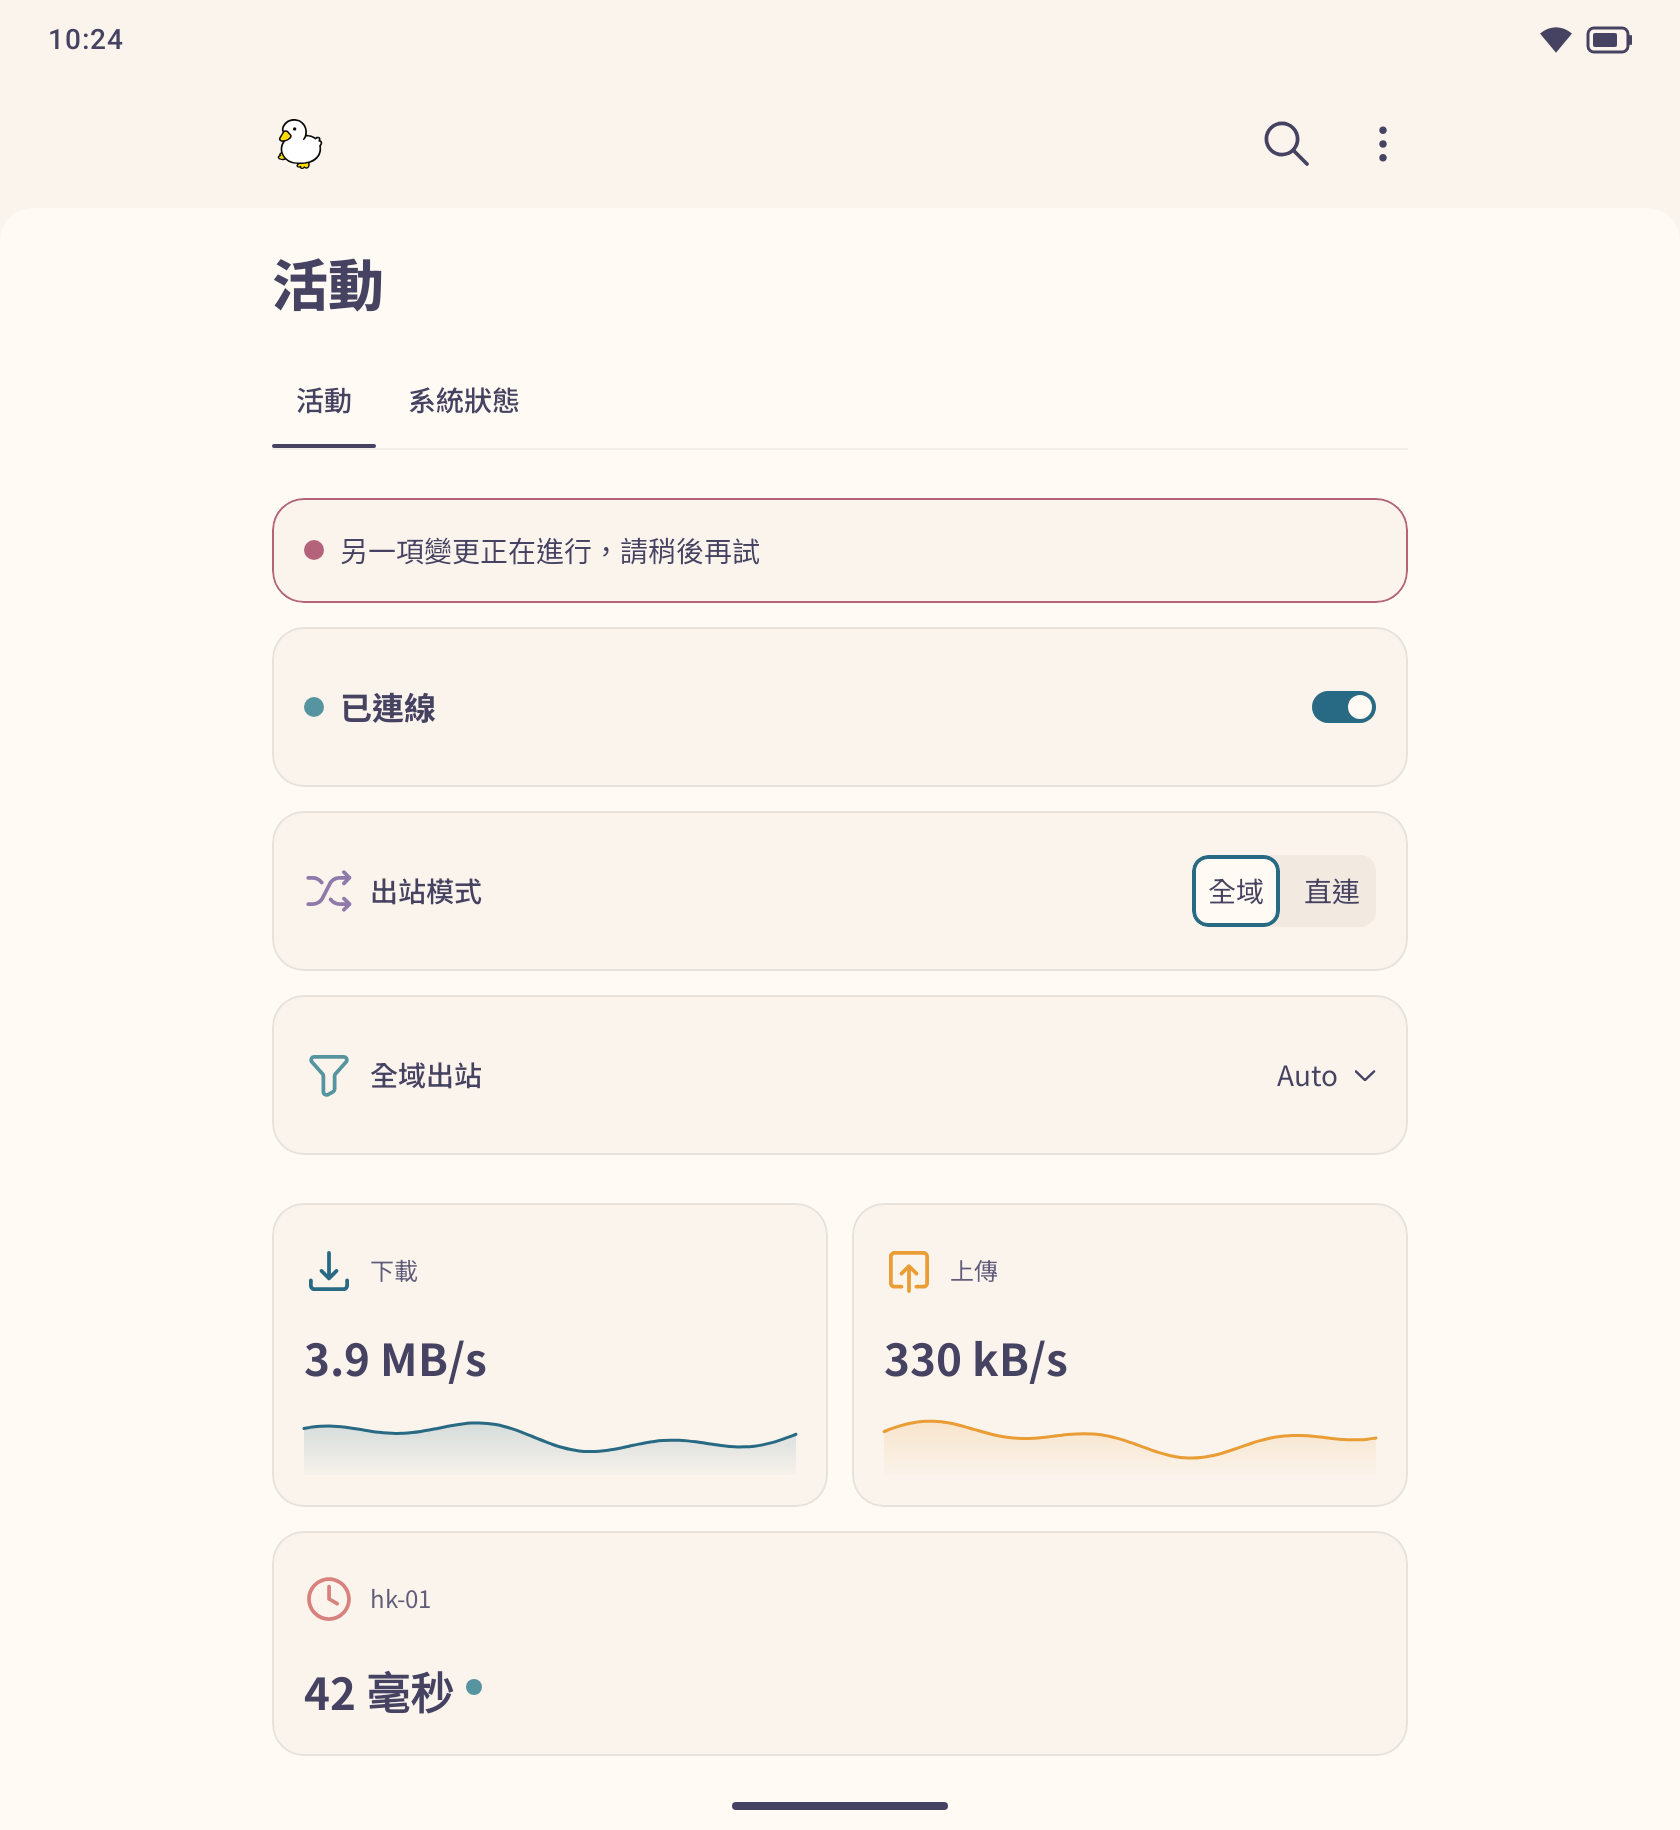 10:24
活動
活動
系統狀態
另一項變更正在進行，請稍後再試
已連線
出站模式
全域
直連
全域出站
Auto
下載
3.9 MB/s
上傳
330 kB/s
hk-01
42 毫秒